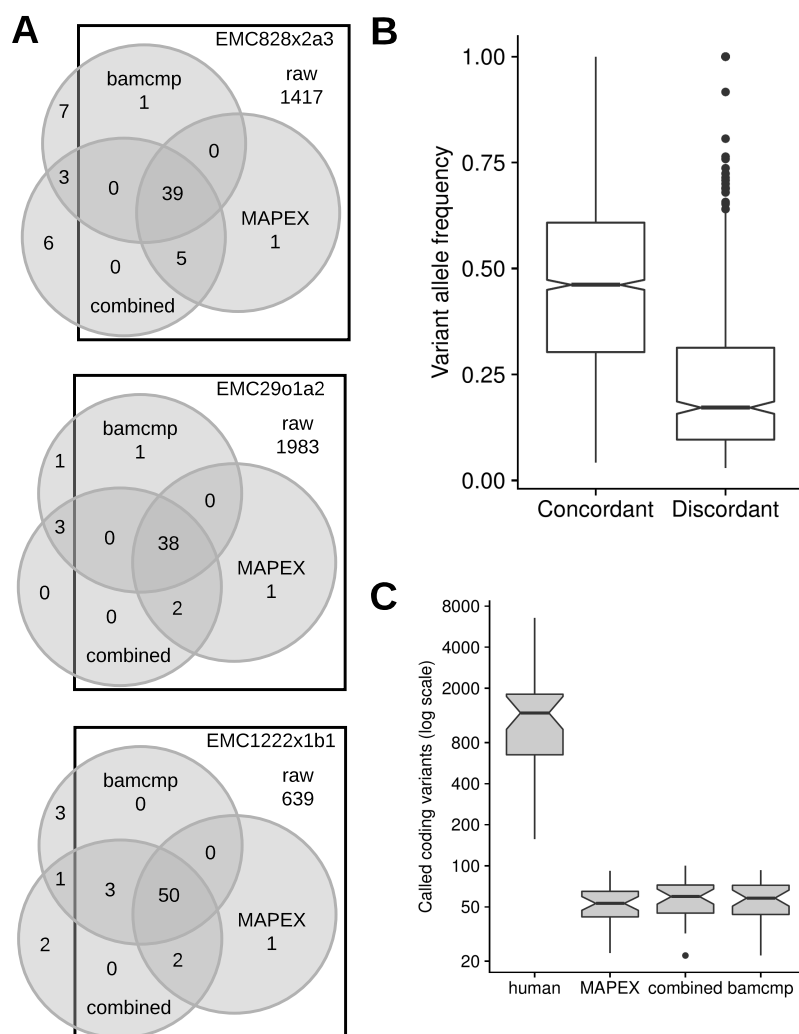 A
EMC828x2a3
raw
1417
bamcmp
1
7
0
3
0
39
MAPEX
1
6
0
5
combined
EMC29o1a2
raw
1983
bamcmp
1
1
0
3
0
38
MAPEX
1
0
0
2
combined
EMC1222x1b1
raw
639
bamcmp
0
3
0
1
3
50
MAPEX
1
2
0
2
combined
B
Variant allele frequency
1.00
0.75
0.50
0.25
0.00
Concordant Discordant
C
Called coding variants (log scale)
8000
4000
2000
800
400
200
100
50
20
human MAPEX combined bamcmp